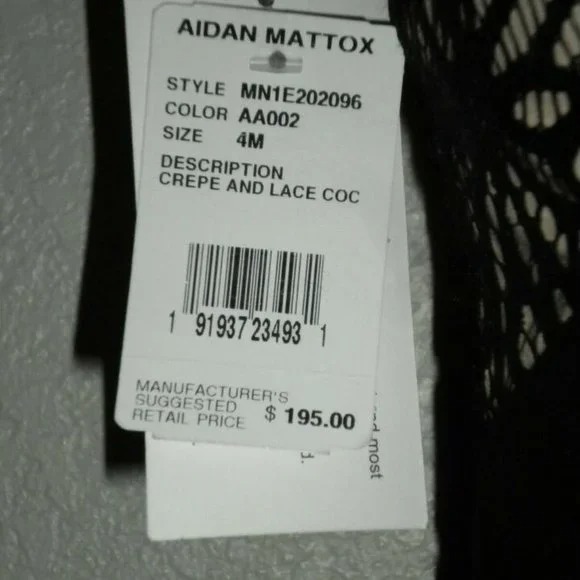 AIDAN MATTOX
STYLE MN1E202096
COLOR AA002
SIZE 4M
DESCRIPTION
CREPE AND LACE COC
1 91937 23493 1
MANUFACTURER'S
SUGGESTED
RETAIL PRICE $ 195.00
most